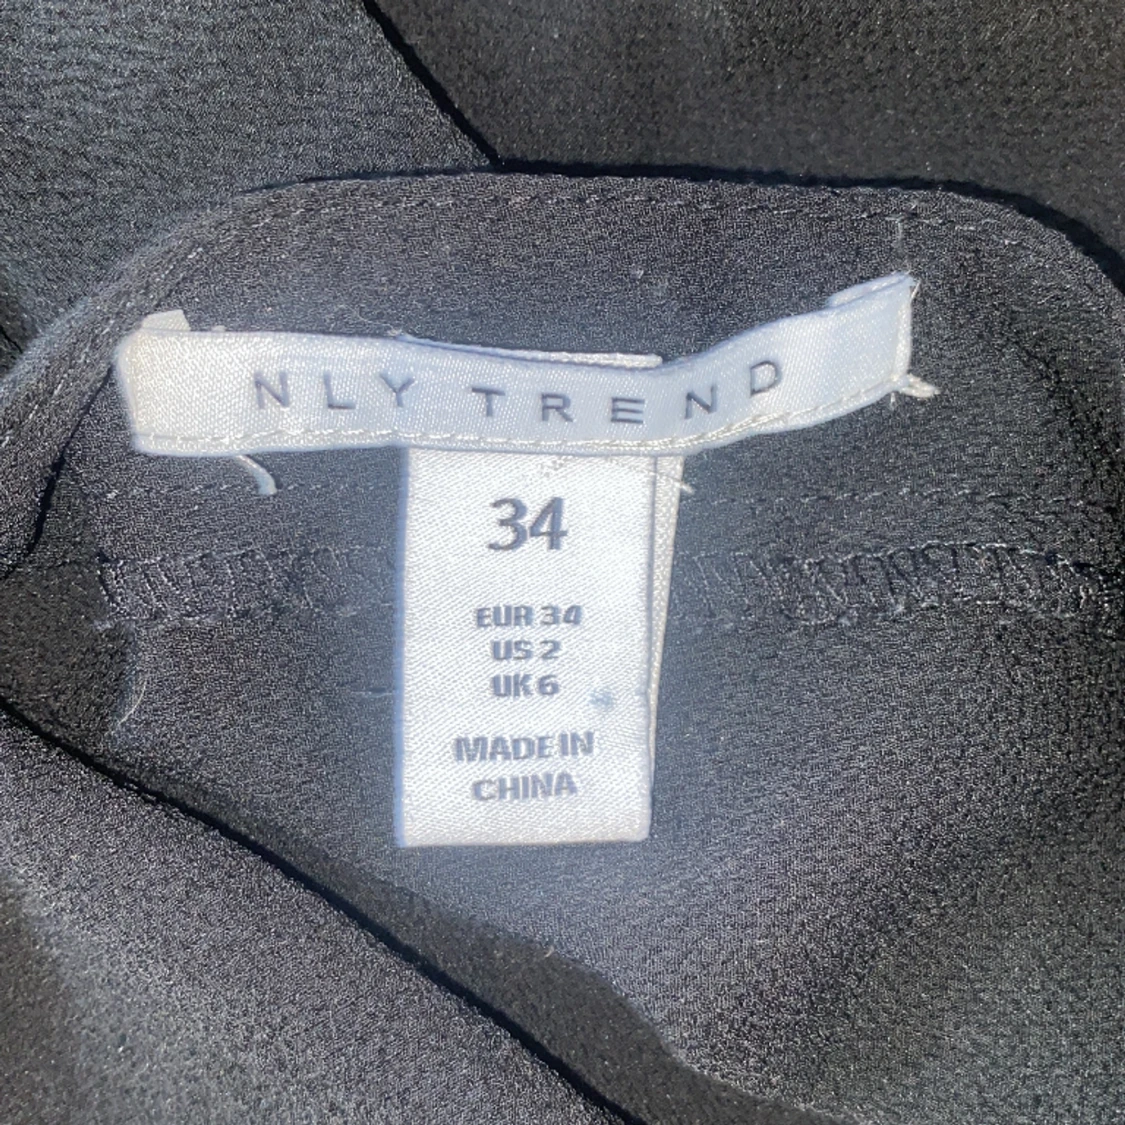 NLY TREND
34
EUR 34
US 2
UK 6
MADE IN
CHINA